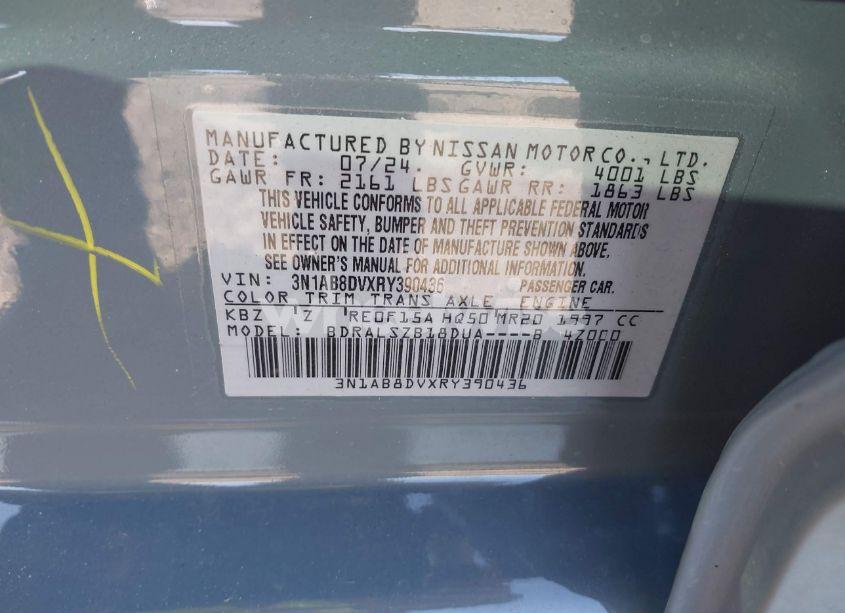 MANUFACTURED BY NISSAN MOTOR CO., LTD.
DATE: 07/24. GVWR: 4001 LBS
GAWR FR: 2161 LBS GAWR RR: 1863 LBS
THIS VEHICLE CONFORMS TO ALL APPLICABLE FEDERAL MOTOR
VEHICLE SAFETY, BUMPER AND THEFT PREVENTION STANDARDS
IN EFFECT ON THE DATE OF MANUFACTURE SHOWN ABOVE.
SEE OWNER'S MANUAL FOR ADDITIONAL INFORMATION.
VIN: 3N1AB8DVXRY390436 PASSENGER CAR.
COLOR TRIM TRANS AXLE ENGINE
KBZ 'Z 'RE0F15A HQ50 MR20 1997 CC
MODEL: BDRALSZB18DUA----B 4Z0C0
3N1AB8DVXRY390436